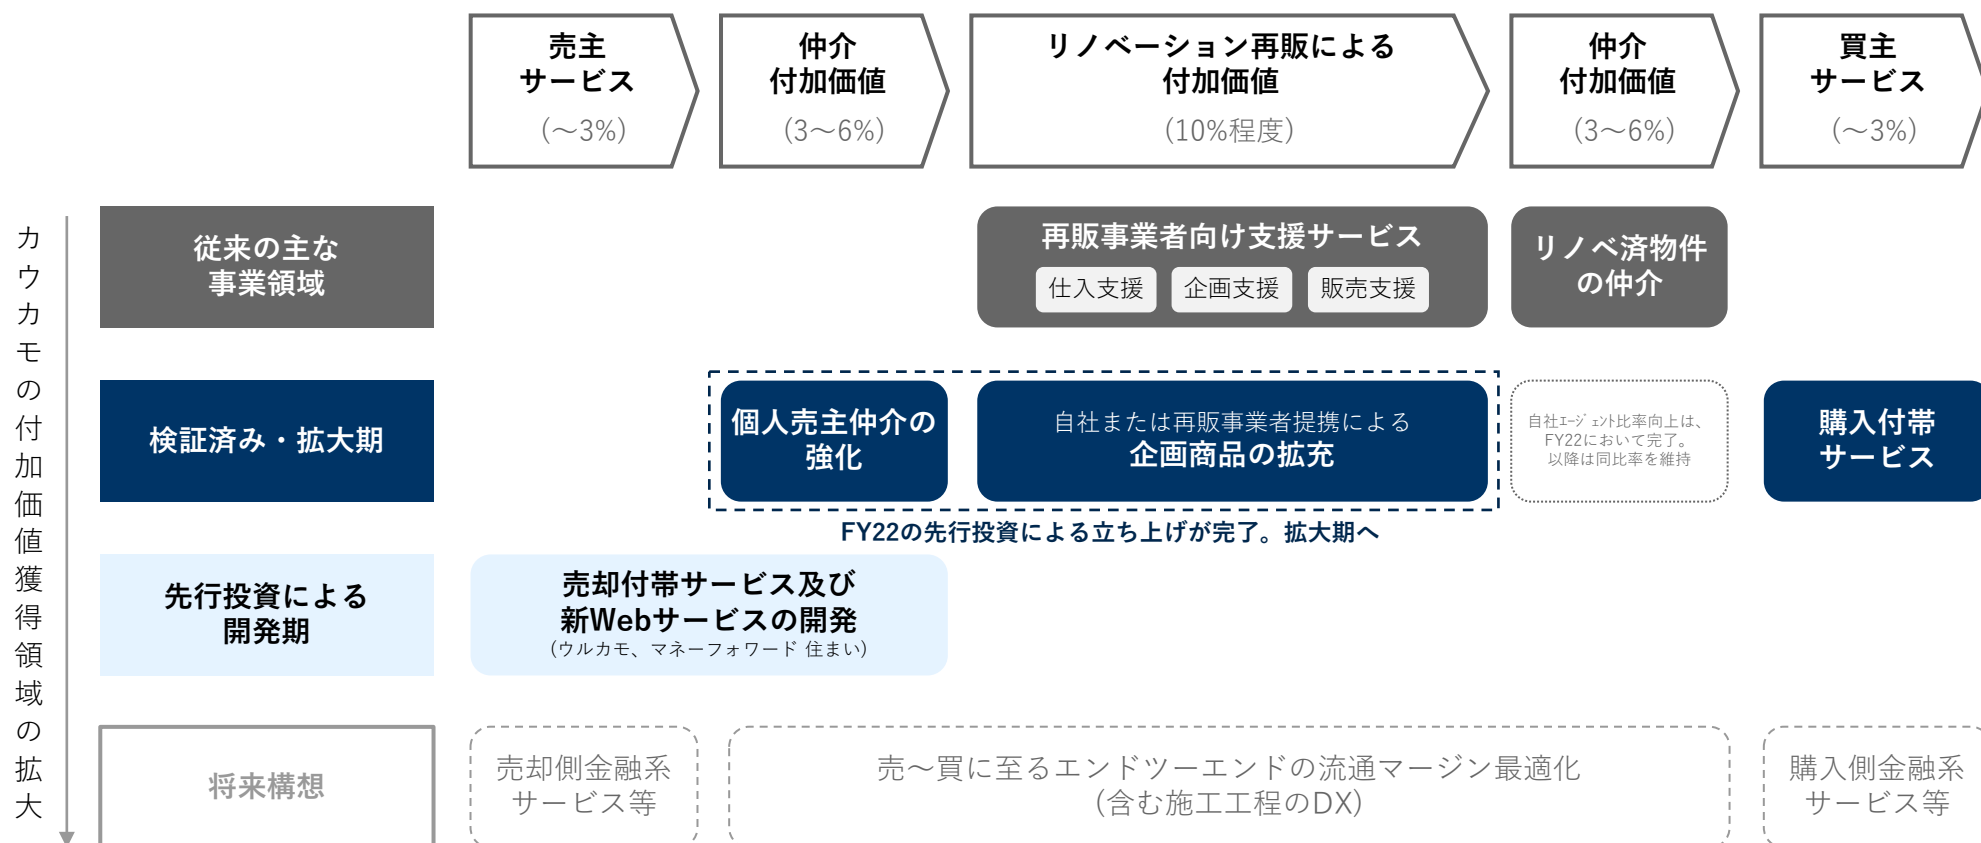 売主
サービス
(～3%)
仲介
付加価値
(3～6%)
リノベーション再販による
付加価値
(10%程度)
仲介
付加価値
(3～6%)
買主
サービス
(～3%)
カウカモの付加価値獲得領域の拡大
従来の主な
事業領域
再販事業者向け支援サービス
仕入支援
企画支援
販売支援
リノベ済物件
の仲介
検証済み・拡大期
個人売主仲介の
強化
自社または再販事業者提携による
企画商品の拡充
自社ｴｰｼﾞｪﾝﾄ比率向上は、
FY22において完了。
以降は同比率を維持
購入付帯
サービス
FY22の先行投資による立ち上げが完了。拡大期へ
先行投資による
開発期
売却付帯サービス及び
新Webサービスの開発
(ウルカモ、マネーフォワード 住まい)
将来構想
売却側金融系
サービス等
売～買に至るエンドツーエンドの流通マージン最適化
(含む施工工程のDX)
購入側金融系
サービス等